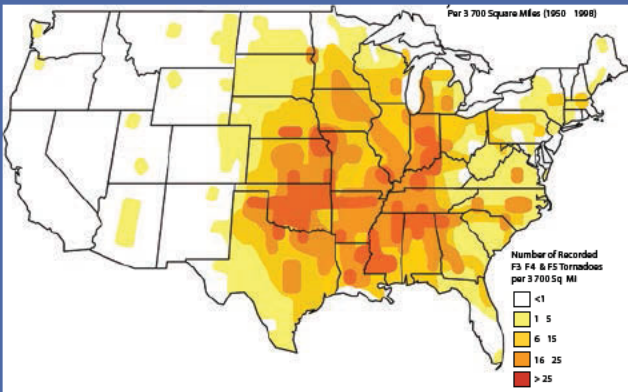 Per 3 700 Square Miles (1950 1998)
Number of Recorded
F3 F4 & F5 Tornadoes
per 3 700 Sq MI
<1
1 5
6 15
16 25
> 25